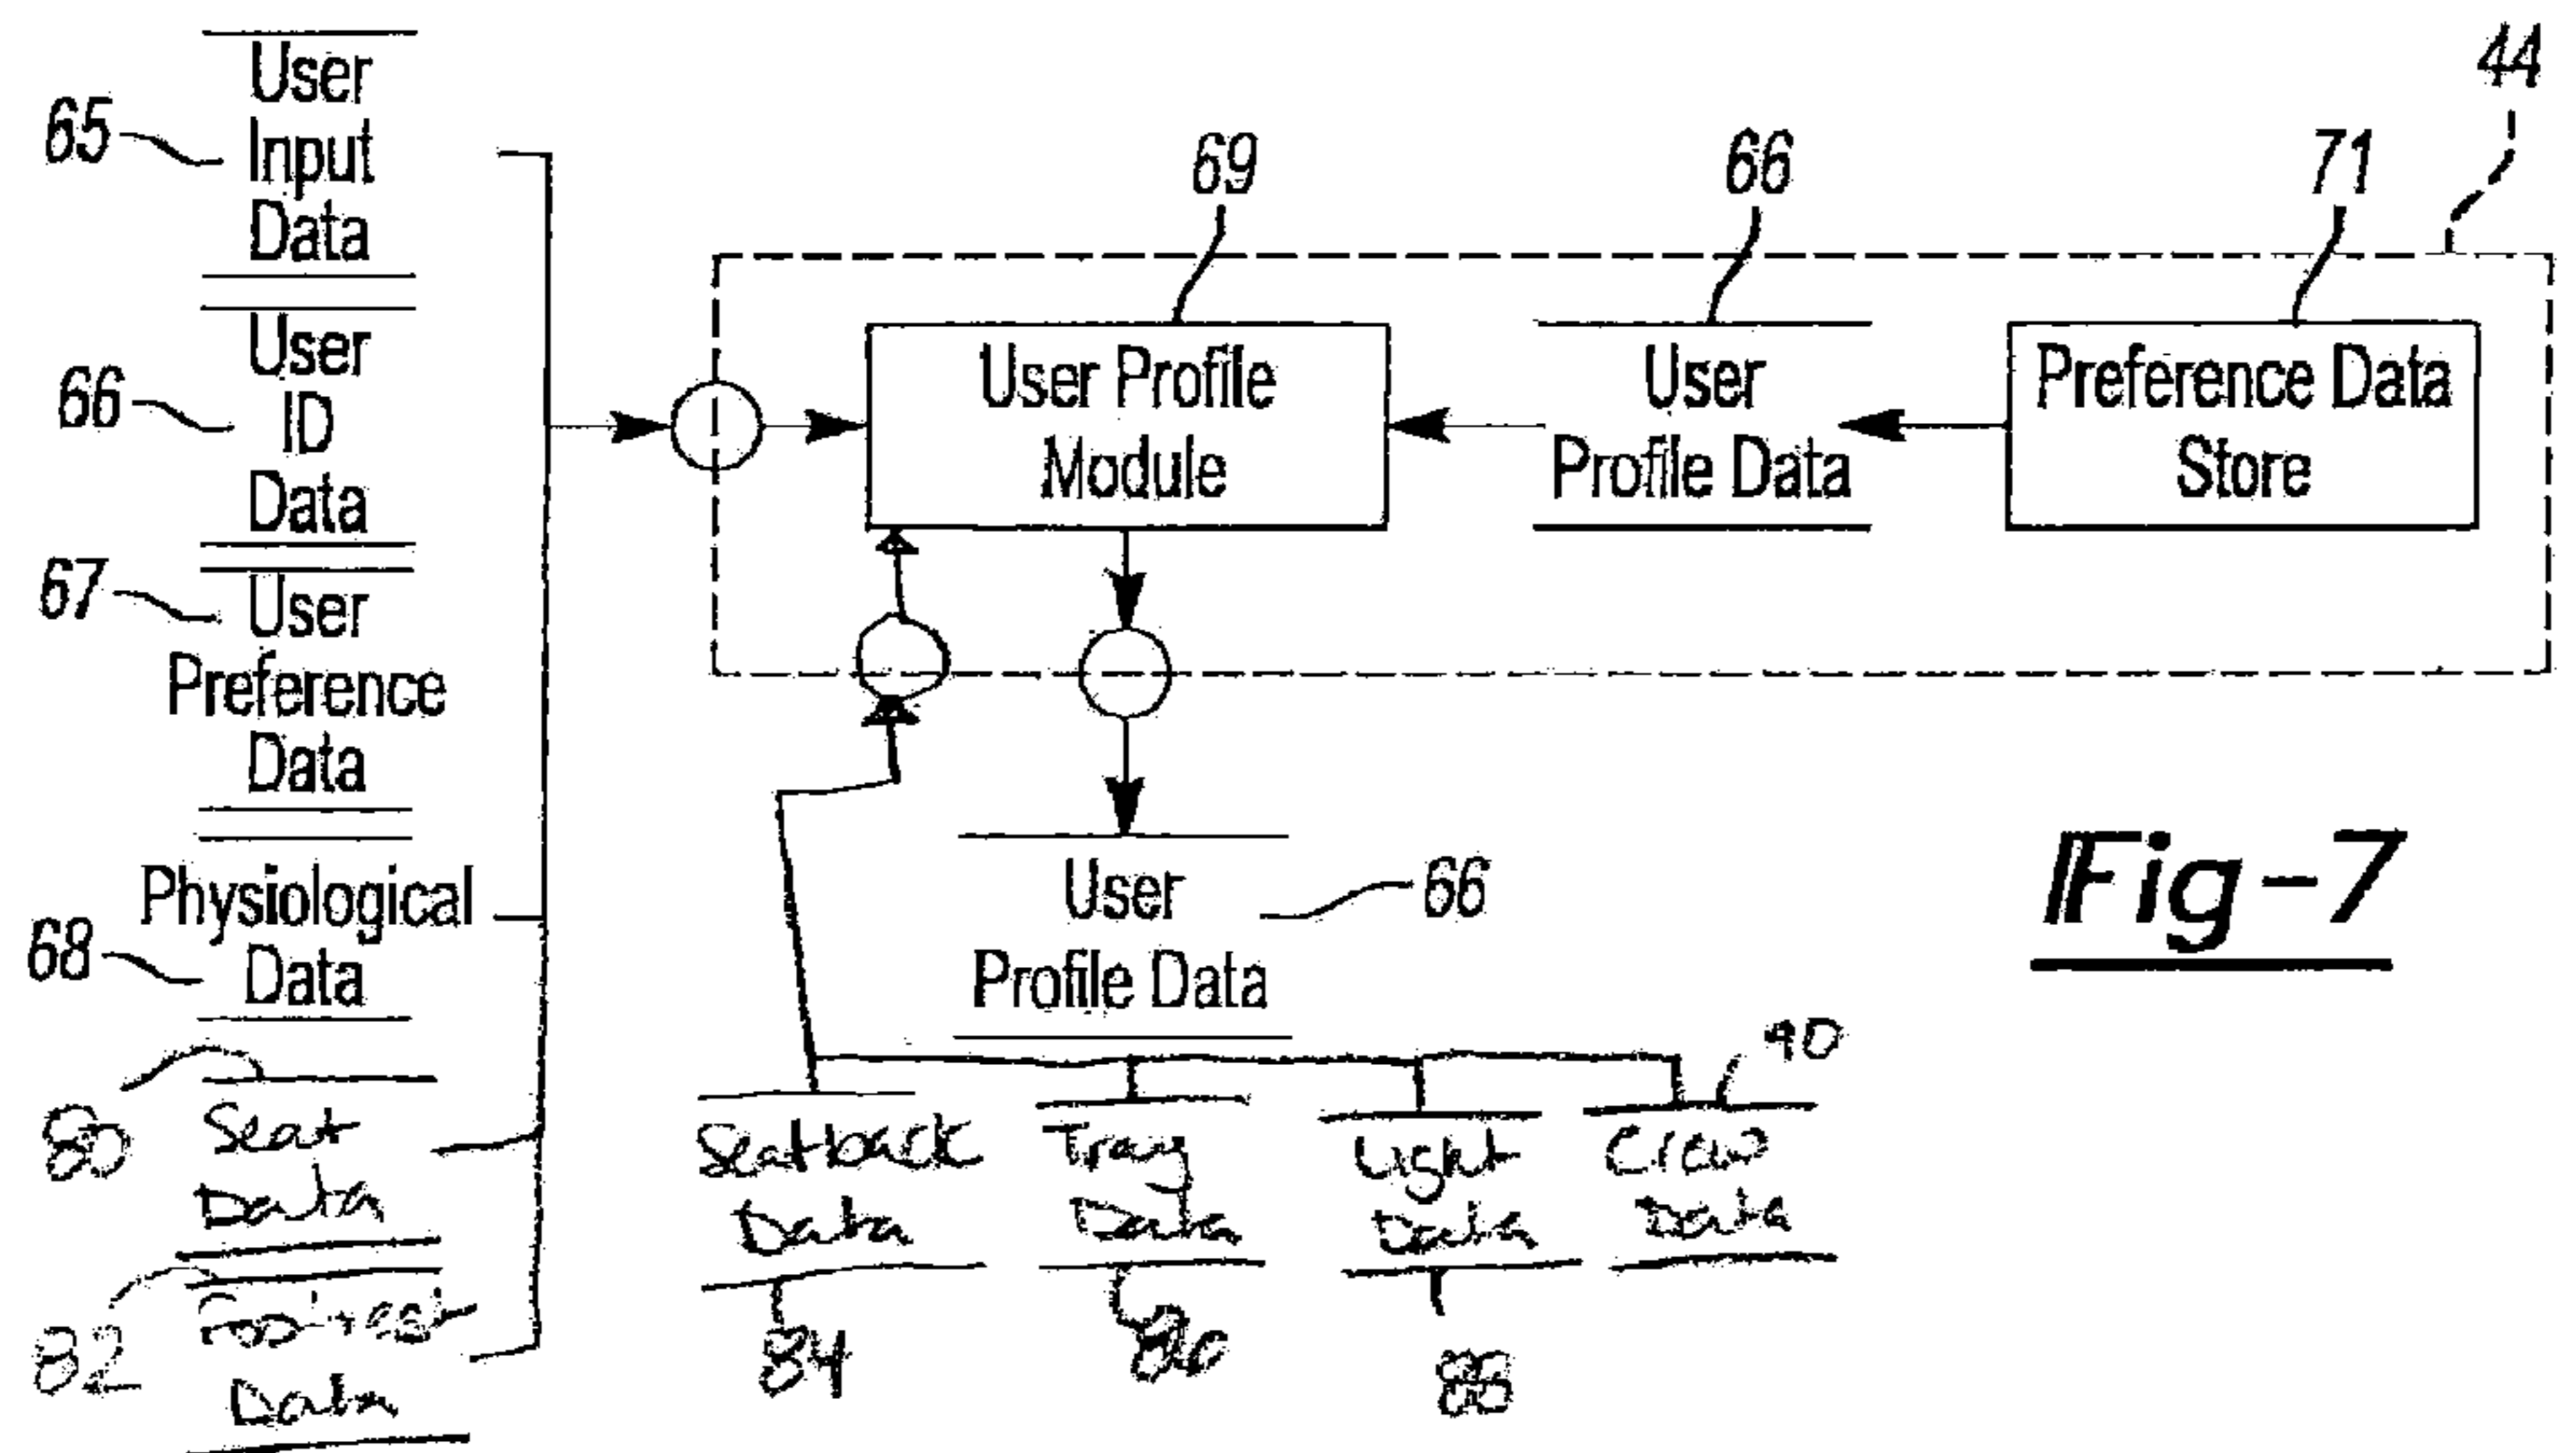 65
User
Input
Data
66
User
ID
Data
67
User
Preference
Data
68
Physiological
Data
80
Seat
Data
82
Footrest
Data
44
69
User Profile
Module
66
User
Profile Data
71
Preference Data
Store
User
Profile Data
66
Fig-7
90
Seatback
Data
Tray
Data
Light
Data
Crew
Data
84
86
88